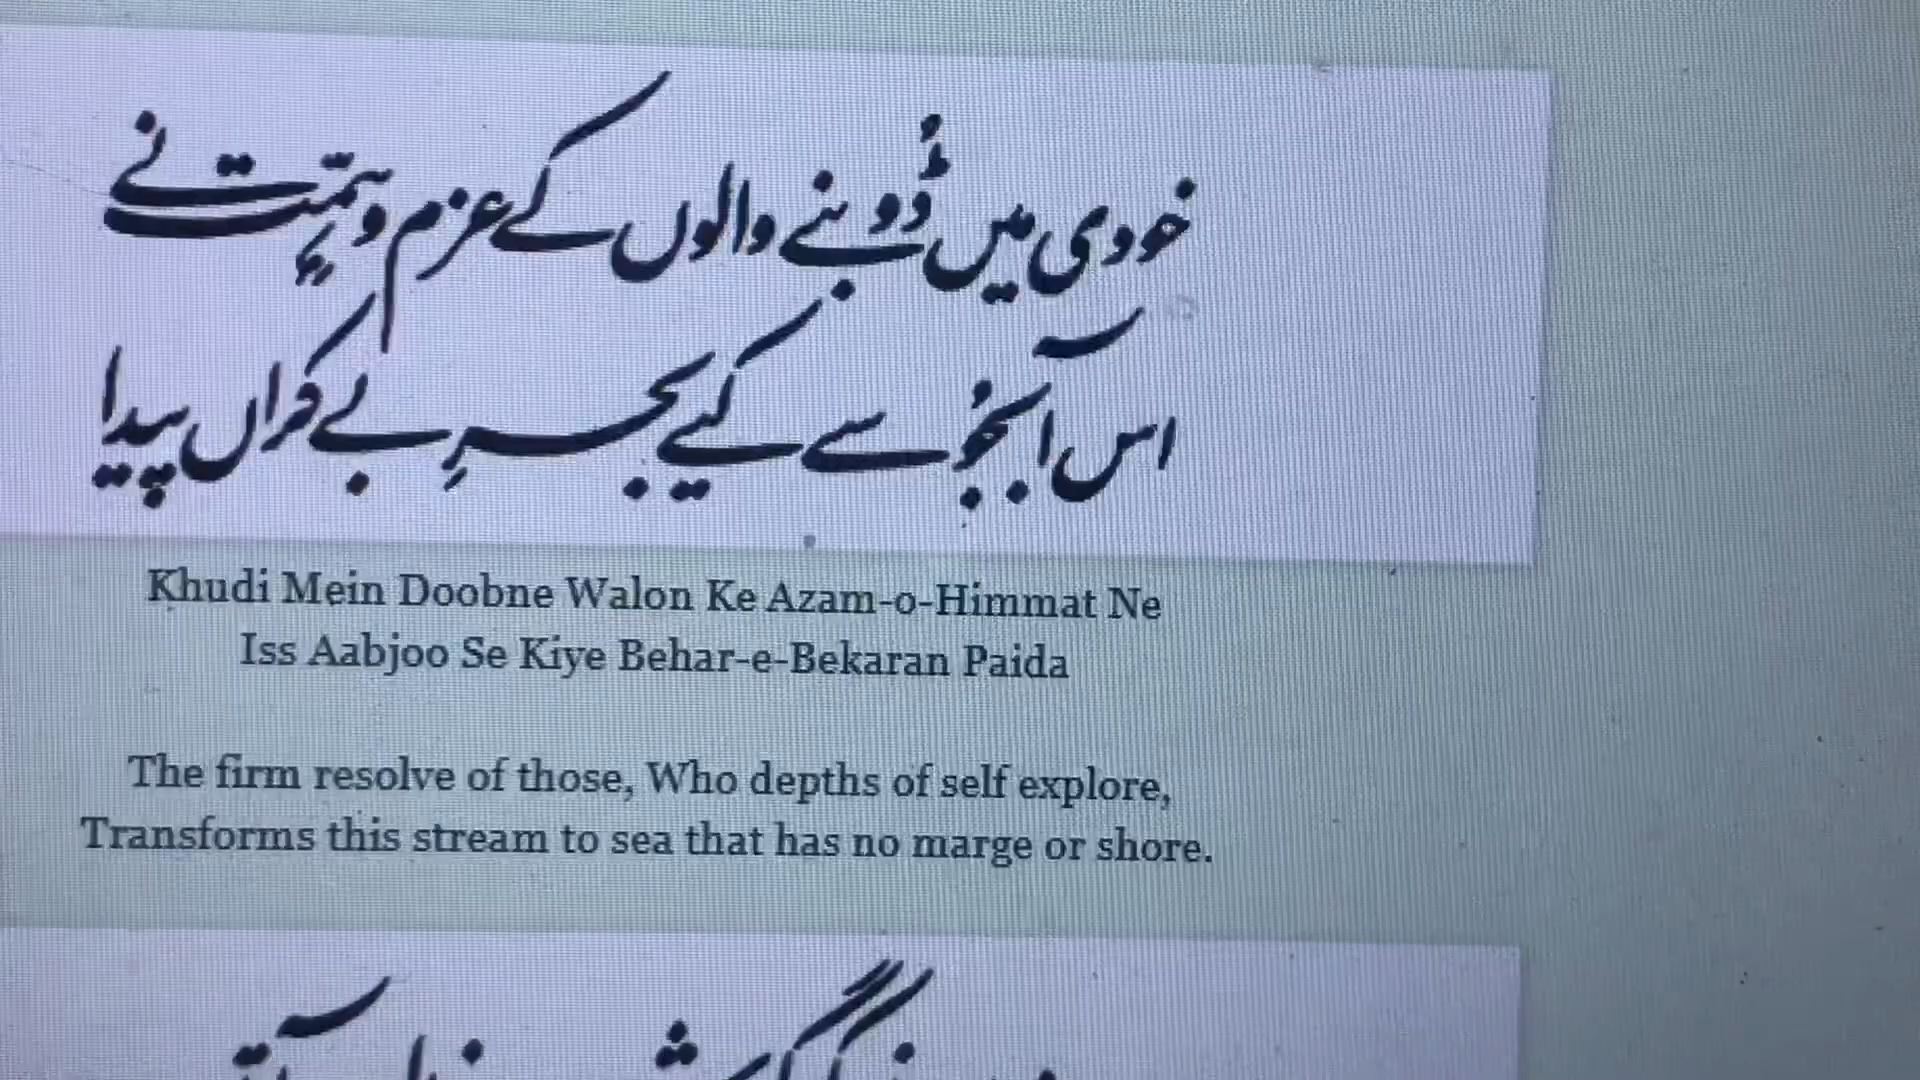 خودی میں ڈوبنے والوں کے عزم و ہمّت نے
اس آبجُو سے کیے بحرِ بے کراں پیدا
Khudi Mein Doobne Walon Ke Azam-o-Himmat Ne
Iss Aabjoo Se Kiye Behar-e-Bekaran Paida
The firm resolve of those, Who depths of self explore,
Transforms this stream to sea that has no marge or shore.